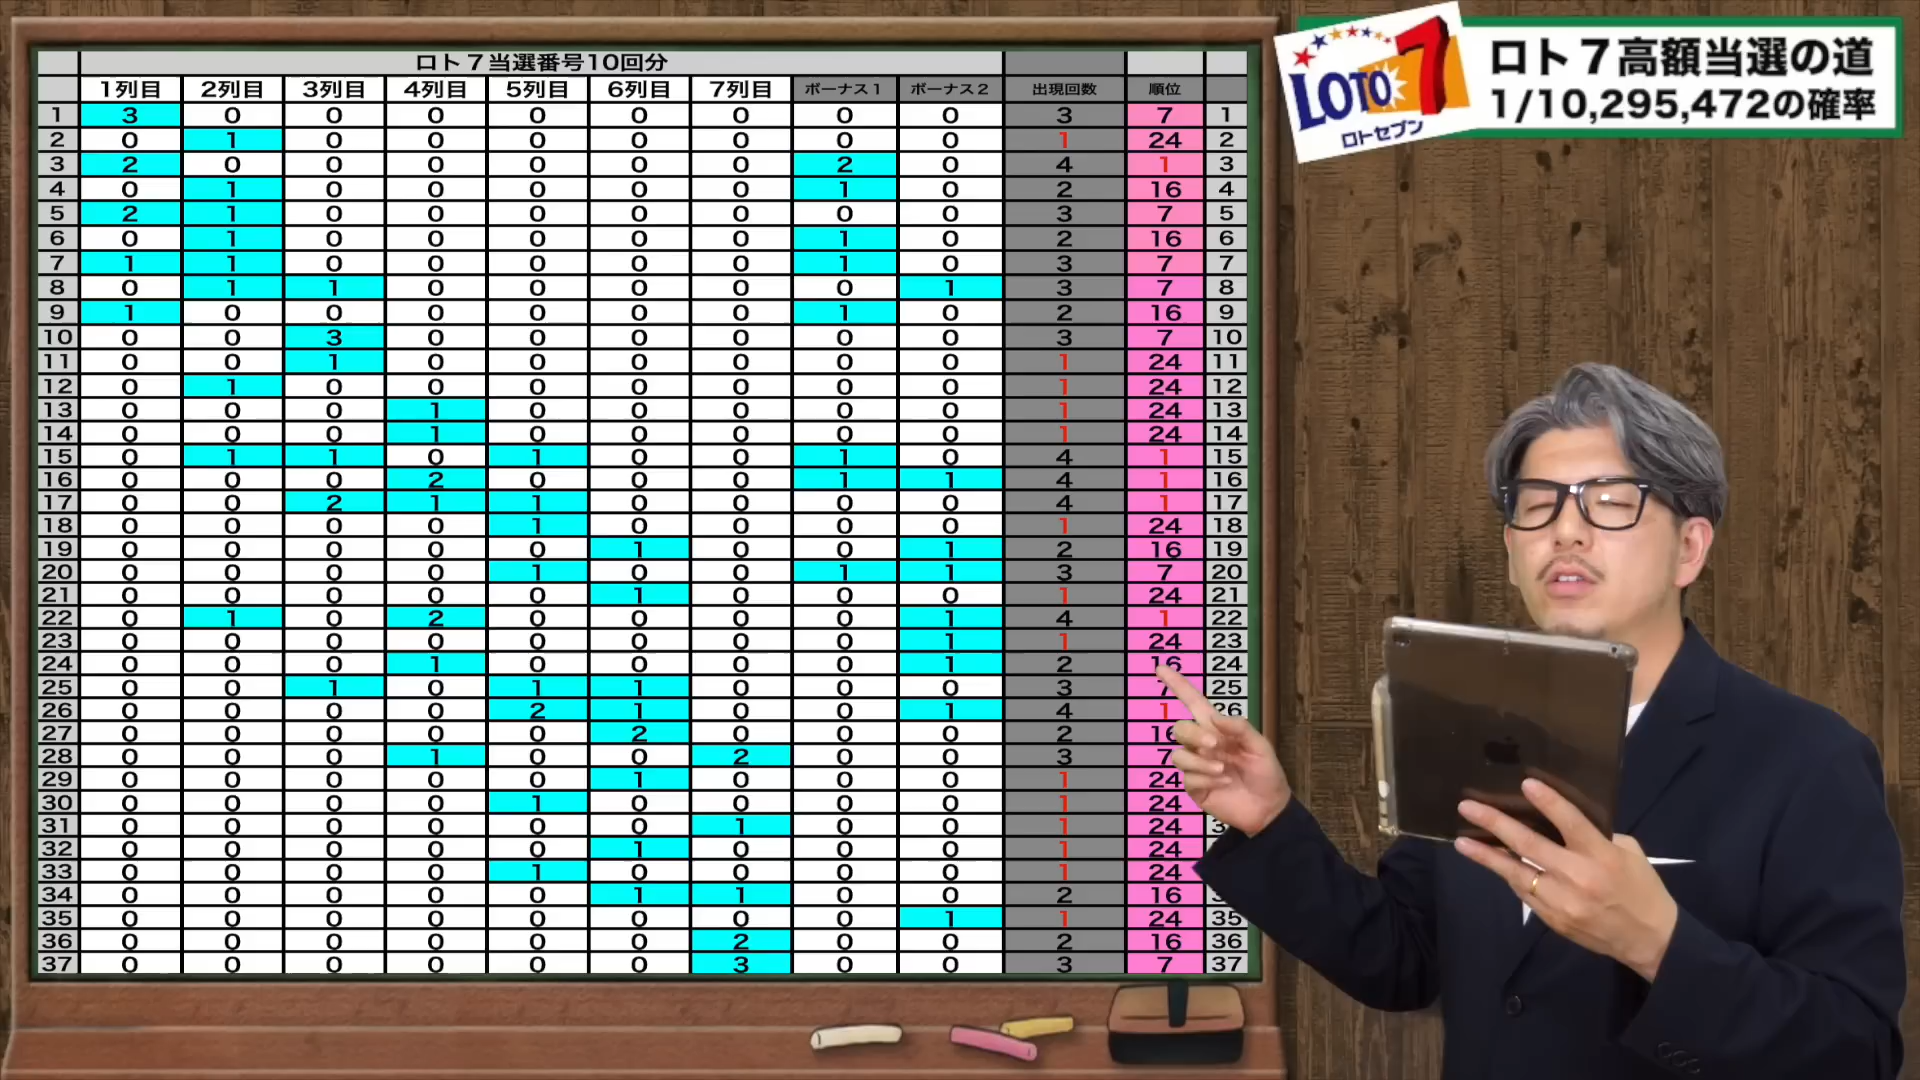 ロト７当選番号10回分
1列目 2列目 3列目 4列目 5列目 6列目 7列目 ボーナス1 ボーナス2 出現回数 順位
1 3 0 0 0 0 0 0 0 0 3 7 1
2 0 1 0 0 0 0 0 0 0 1 24 2
3 2 0 0 0 0 0 0 2 0 4 1 3
4 0 1 0 0 0 0 0 1 0 2 16 4
5 2 1 0 0 0 0 0 0 0 3 7 5
6 0 1 0 0 0 0 0 1 0 2 16 6
7 1 1 0 0 0 0 0 1 0 3 7 7
8 0 1 1 0 0 0 0 0 1 3 7 8
9 1 0 0 0 0 0 0 1 0 2 16 9
10 0 0 3 0 0 0 0 0 0 3 7 10
11 0 0 1 0 0 0 0 0 0 1 24 11
12 0 1 0 0 0 0 0 0 0 1 24 12
13 0 0 0 1 0 0 0 0 0 1 24 13
14 0 0 0 1 0 0 0 0 0 1 24 14
15 0 1 1 0 1 0 0 1 0 4 1 15
16 0 0 0 2 0 0 0 1 1 4 1 16
17 0 0 2 1 1 0 0 0 0 4 1 17
18 0 0 0 0 1 0 0 0 0 1 24 18
19 0 0 0 0 0 1 0 0 1 2 16 19
20 0 0 0 0 1 0 0 1 1 3 7 20
21 0 0 0 0 0 1 0 0 0 1 24 21
22 0 1 0 2 0 0 0 0 1 4 1 22
23 0 0 0 0 0 0 0 0 1 1 24 23
24 0 0 0 1 0 0 0 0 1 2 16 24
25 0 0 1 0 1 1 0 0 0 3 7 25
26 0 0 0 0 2 1 0 0 1 4 1 26
27 0 0 0 0 0 2 0 0 0 2 16
28 0 0 0 1 0 0 2 0 0 3 7
29 0 0 0 0 0 1 0 0 0 1 24
30 0 0 0 0 1 0 0 0 0 1 24
31 0 0 0 0 0 0 1 0 0 1 24
32 0 0 0 0 0 1 0 0 0 1 24
33 0 0 0 0 1 0 0 0 0 1 24
34 0 0 0 0 0 1 1 0 0 2 16
35 0 0 0 0 0 0 0 0 1 1 24 35
36 0 0 0 0 0 0 2 0 0 2 16 36
37 0 0 0 0 0 0 3 0 0 3 7 37
LOTO 7
ロトセブン
ロト７高額当選の道
1/10,295,472の確率